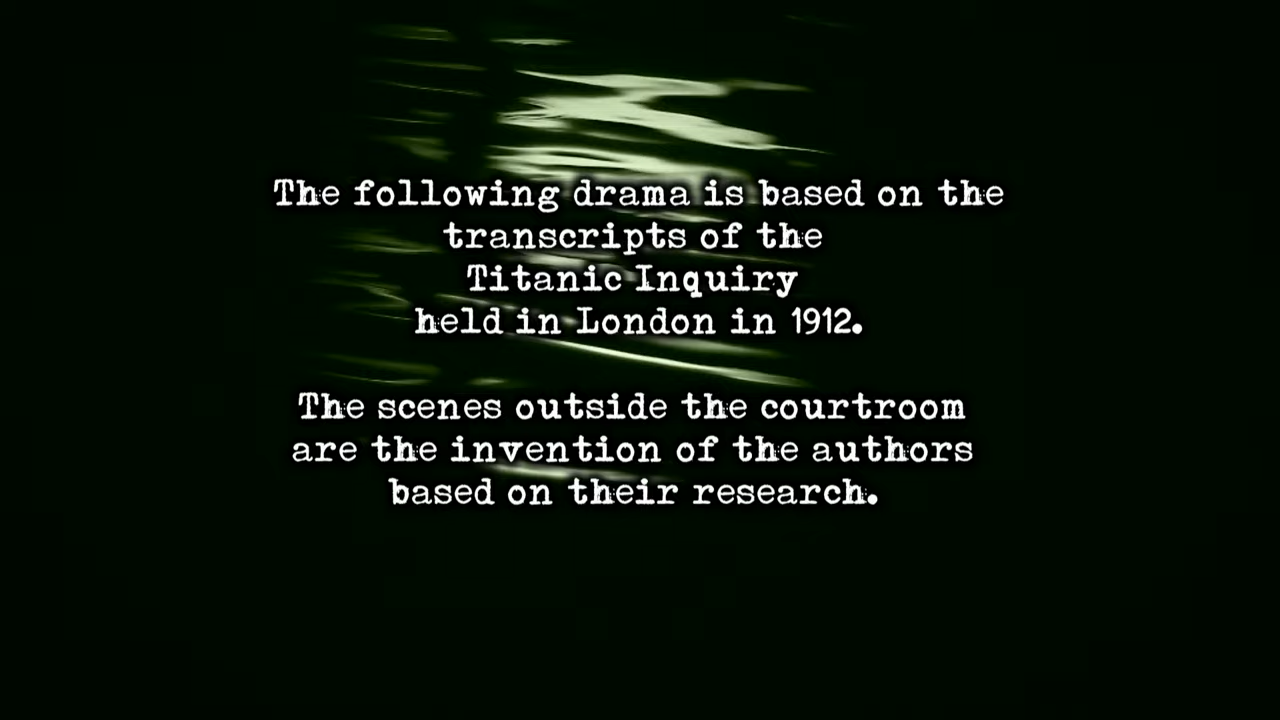 The following drama is based on the
transcripts of the
Titanic Inquiry
held in London in 1912.
The scenes outside the courtroom
are the invention of the authors
based on their research.